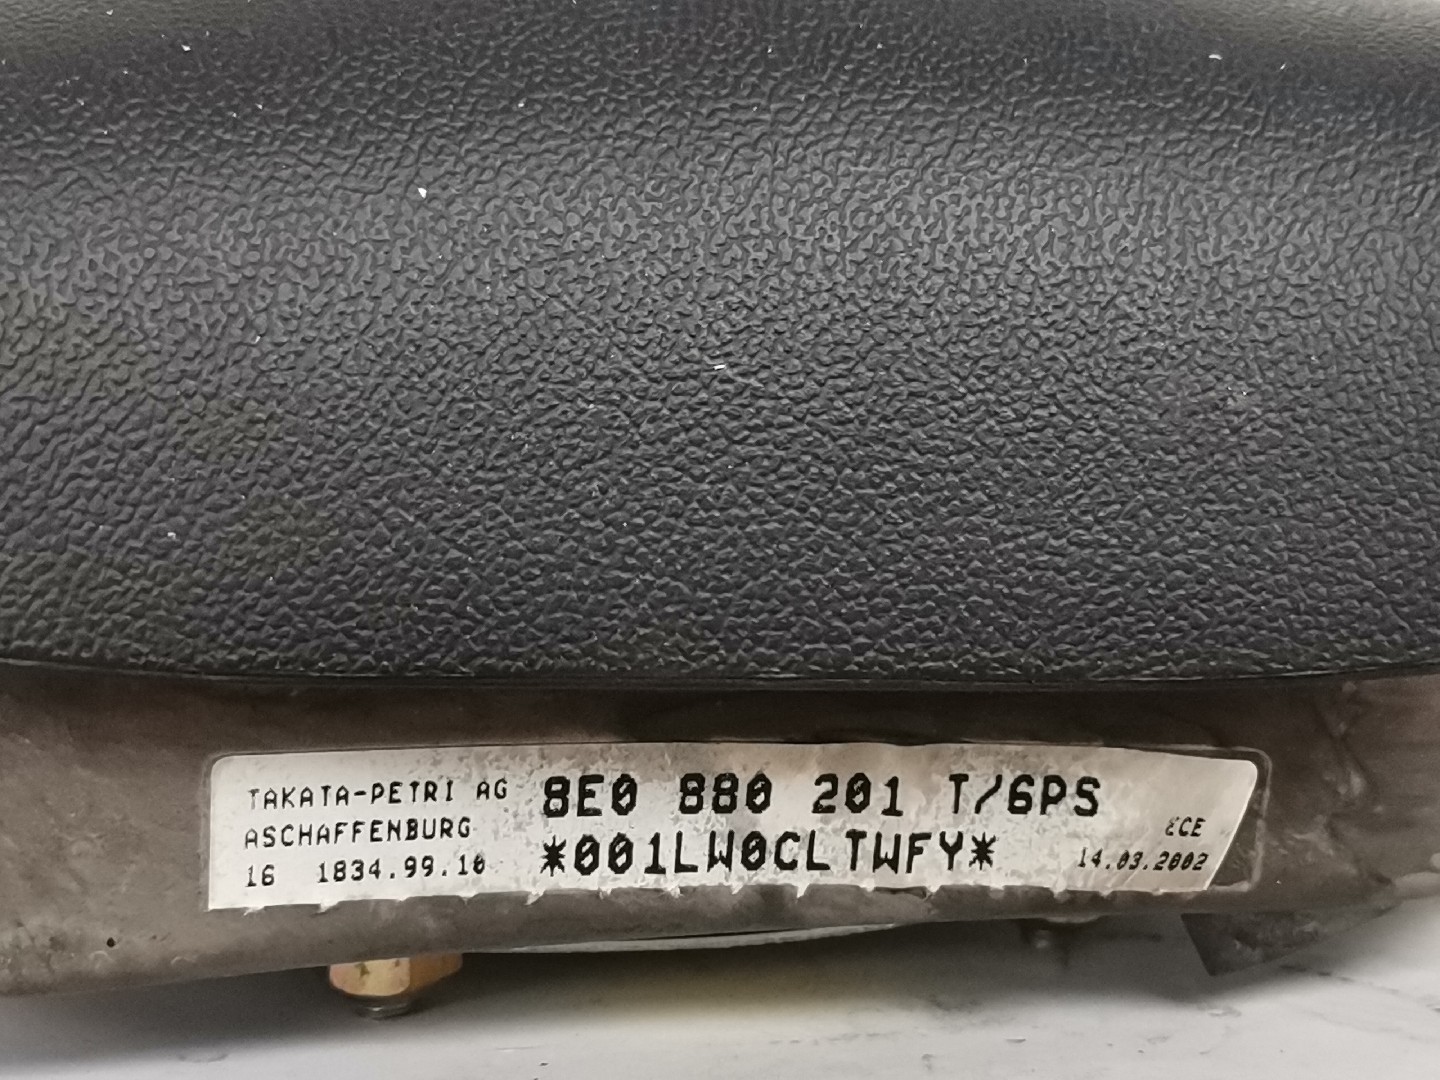 TAKATA-PETRI AG
ASCHAFFENBURG
16 1834.99.10
8E0 880 201 T/6PS
*001LW0CLTWFY*
ECE
14.03.2002